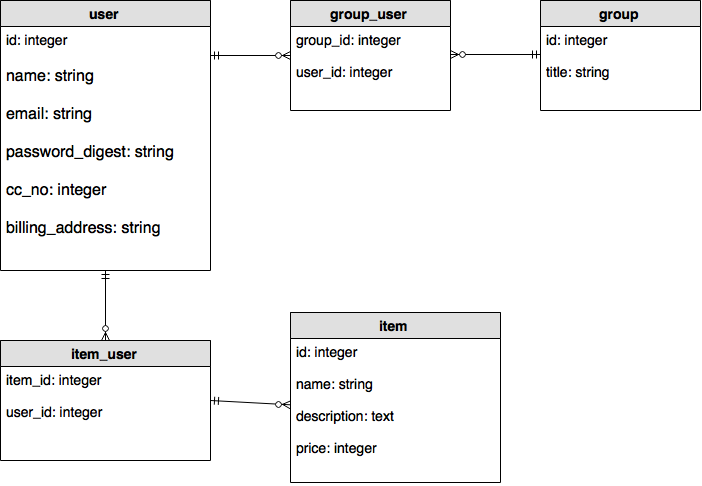 user
id: integer
name: string
email: string
password_digest: string
cc_no: integer
billing_address: string
group_user
group_id: integer
user_id: integer
group
id: integer
title: string
item_user
item_id: integer
user_id: integer
item
id: integer
name: string
description: text
price: integer